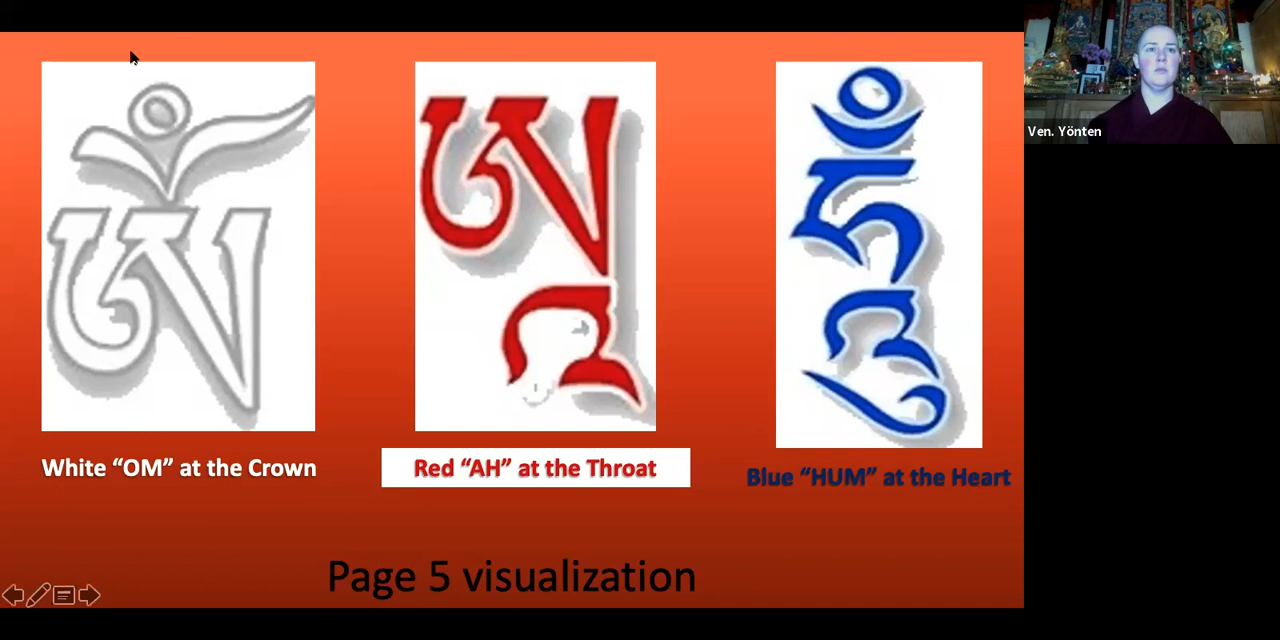 ༀ
ཨཱ
ཧཱུྃ
White “OM” at the Crown
Red “AH” at the Throat
Blue “HUM” at the Heart
Page 5 visualization
Ven. Yönten